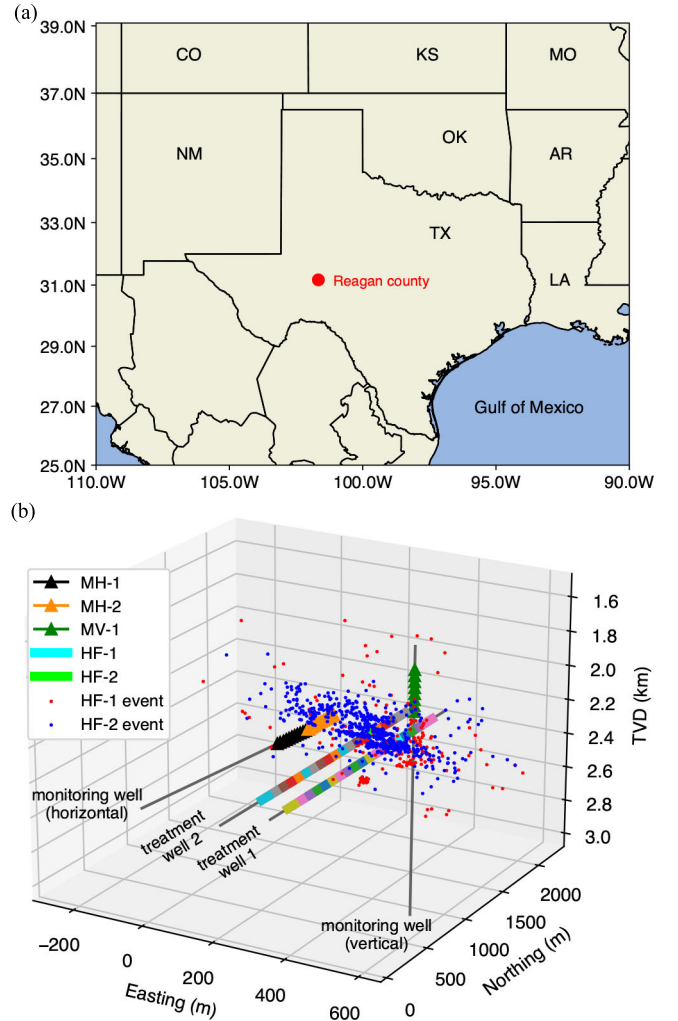 (a)
39.0N
CO
KS
MO
37.0N
OK
NM
AR
35.0N
33.0N
TX
31.0N
Reagan county
LA
29.0N
27.0N
Gulf of Mexico
25.0N
110.0W
105.0W
100.0W
95.0W
90.0W
(b)
MH-1
MH-2
MV-1
HF-1
HF-2
HF-1 event
HF-2 event
1.6
1.8
2.0
2.2
2.4
2.6
2.8
3.0
TVD (km)
monitoring well
(horizontal)
treatment
well 2
treatment
well 1
monitoring well
(vertical)
−200
0
200
400
600
Easting (m)
0
500
1000
1500
2000
Northing (m)